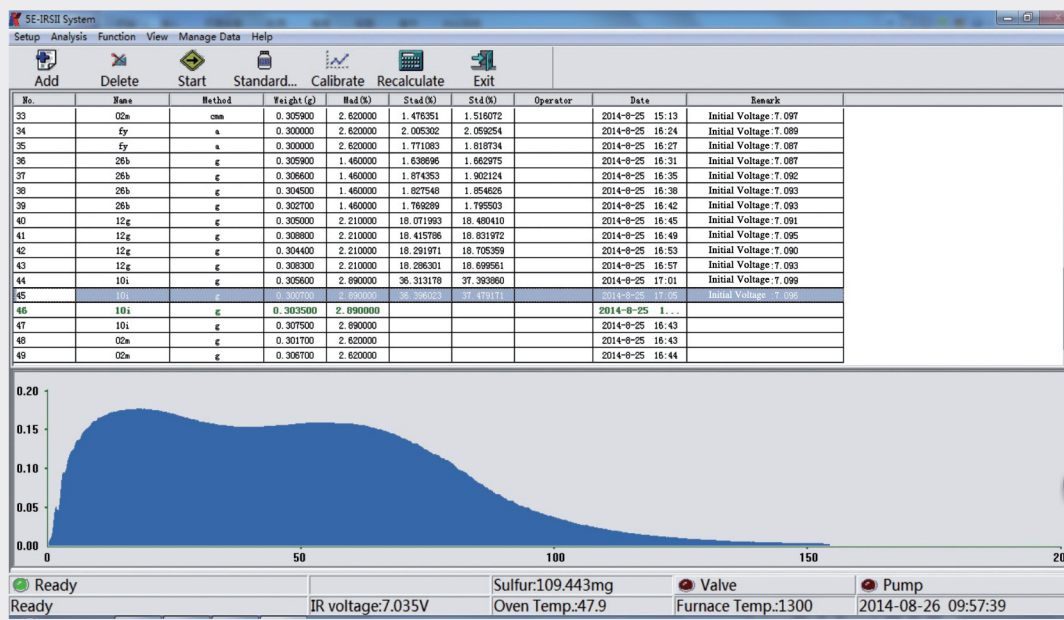 5E-IRSII System
Setup Analysis Function View Manage Data Help
Add Delete Start Standard... Calibrate Recalculate Exit
No. Name Method Weight(g) Mad(%) Stad(%) Std(%) Operator Date Remark
33 02m cmm 0.305900 2.620000 1.476351 1.516072 2014-8-25 15:13 Initial Voltage:7.097
34 fy a 0.300000 2.620000 2.005302 2.059254 2014-8-25 16:24 Initial Voltage:7.089
35 fy a 0.300000 2.620000 1.771083 1.818734 2014-8-25 16:27 Initial Voltage:7.087
36 26b g 0.305900 1.460000 1.638696 1.662975 2014-8-25 16:31 Initial Voltage:7.087
37 26b g 0.306600 1.460000 1.874353 1.902124 2014-8-25 16:35 Initial Voltage:7.092
38 26b g 0.304500 1.460000 1.827548 1.854626 2014-8-25 16:38 Initial Voltage:7.093
39 26b g 0.302700 1.460000 1.769289 1.795503 2014-8-25 16:42 Initial Voltage:7.093
40 12g g 0.305000 2.210000 18.071993 18.480410 2014-8-25 16:45 Initial Voltage:7.091
41 12g g 0.308800 2.210000 18.415786 18.831972 2014-8-25 16:49 Initial Voltage:7.095
42 12g g 0.304400 2.210000 18.291971 18.705359 2014-8-25 16:53 Initial Voltage:7.090
43 12g g 0.308300 2.210000 18.286301 18.699561 2014-8-25 16:57 Initial Voltage:7.093
44 10i g 0.305600 2.890000 36.313178 37.393860 2014-8-25 17:01 Initial Voltage:7.099
45 10i g 0.300700 2.890000 36.396023 37.479171 2014-8-25 17:05 Initial Voltage 7.096
46 10i g 0.303500 2.890000 2014-8-25 1...
47 10i g 0.307500 2.890000 2014-8-25 16:43
48 02m g 0.301700 2.620000 2014-8-25 16:43
49 02m g 0.306700 2.620000 2014-8-25 16:44
0.20
0.15
0.10
0.05
0.00
0 50 100 150 20
Ready Sulfur:109.443mg Valve Pump
Ready IR voltage:7.035V Oven Temp.:47.9 Furnace Temp.:1300 2014-08-26 09:57:39